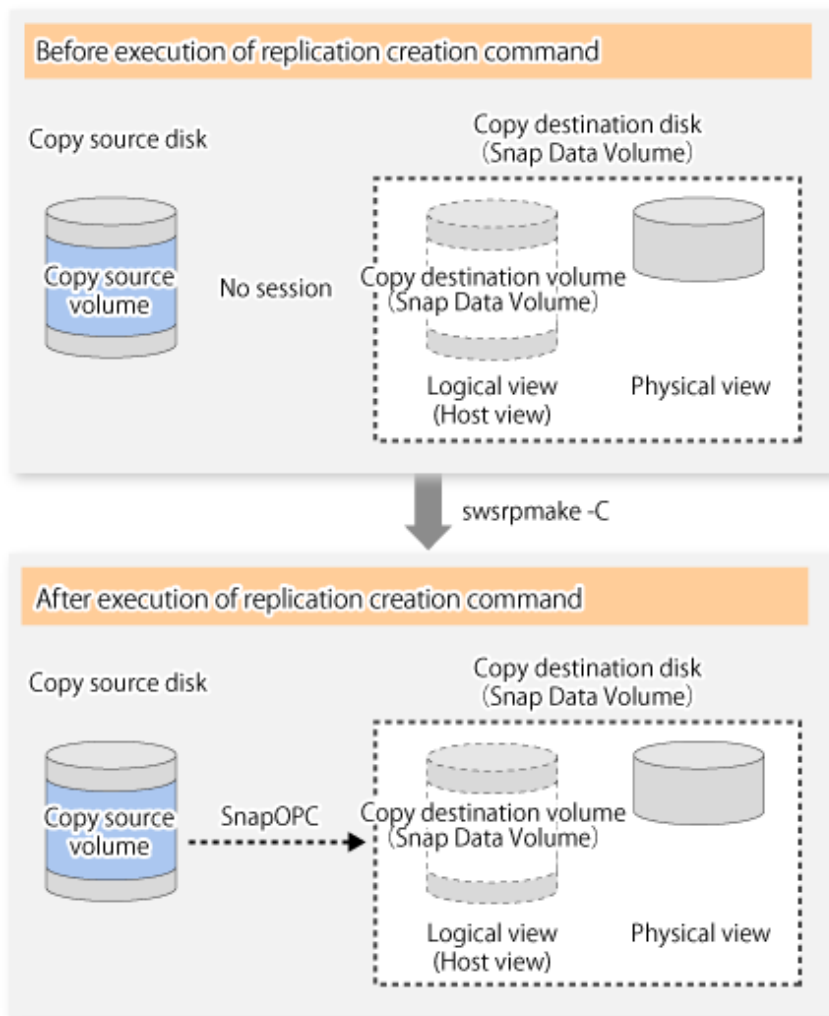 Before execution of replication creation command
Copy source disk
Copy destination disk
(Snap Data Volume)
Copy source
volume
No session
Copy destination volume
(Snap Data Volume)
Logical view
(Host view)
Physical view
swsrpmake -C
After execution of replication creation command
Copy source disk
Copy destination disk
(Snap Data Volume)
Copy source
volume
SnapOPC
Copy destination volume
(Snap Data Volume)
Logical view
(Host view)
Physical view